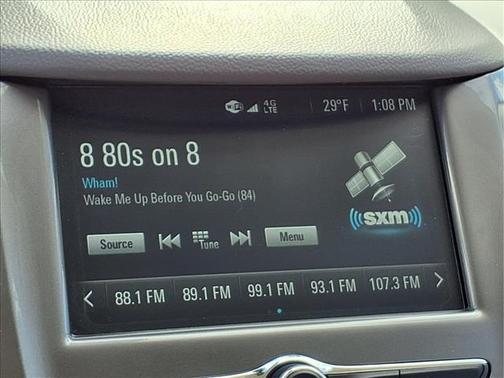 WiFi 4G LTE 29°F 1:08 PM
8 80s on 8
Wham!
Wake Me Up Before You Go-Go (84)
((sxm))
Source Tune Menu
88.1 FM 89.1 FM 99.1 FM 93.1 FM 107.3 FM